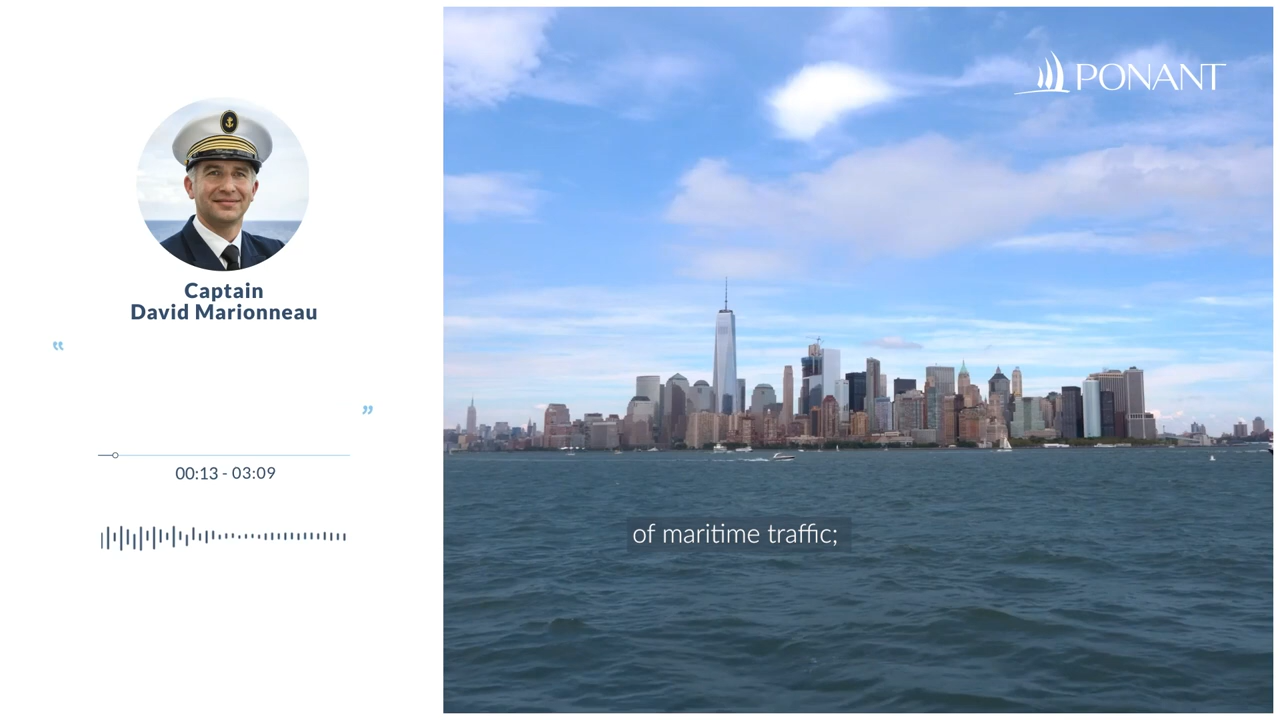 Captain
David Marionneau
“
”
00:13 - 03:09
PONANT
of maritime traffic;